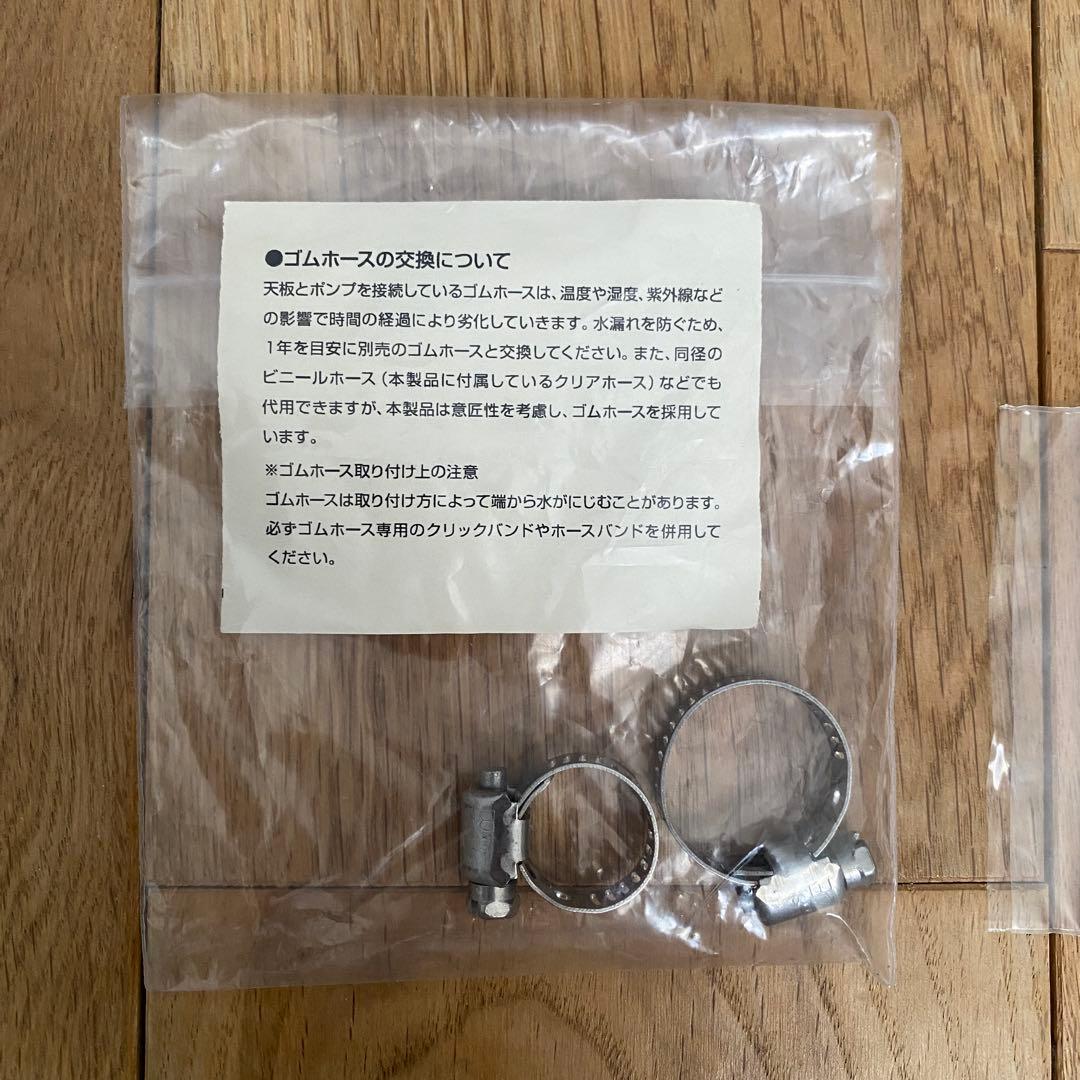 ●ゴムホースの交換について
天板とポンプを接続しているゴムホースは、温度や湿度、紫外線など
の影響で時間の経過により劣化していきます。水漏れを防ぐため、
1年を目安に別売のゴムホースと交換してください。また、同径の
ビニールホース（本製品に付属しているクリアホース）などでも
代用できますが、本製品は意匠性を考慮し、ゴムホースを採用して
います。
※ゴムホース取り付け上の注意
ゴムホースは取り付け方によって端から水がにじむことがあります。
必ずゴムホース専用のクリックバンドやホースバンドを併用して
ください。